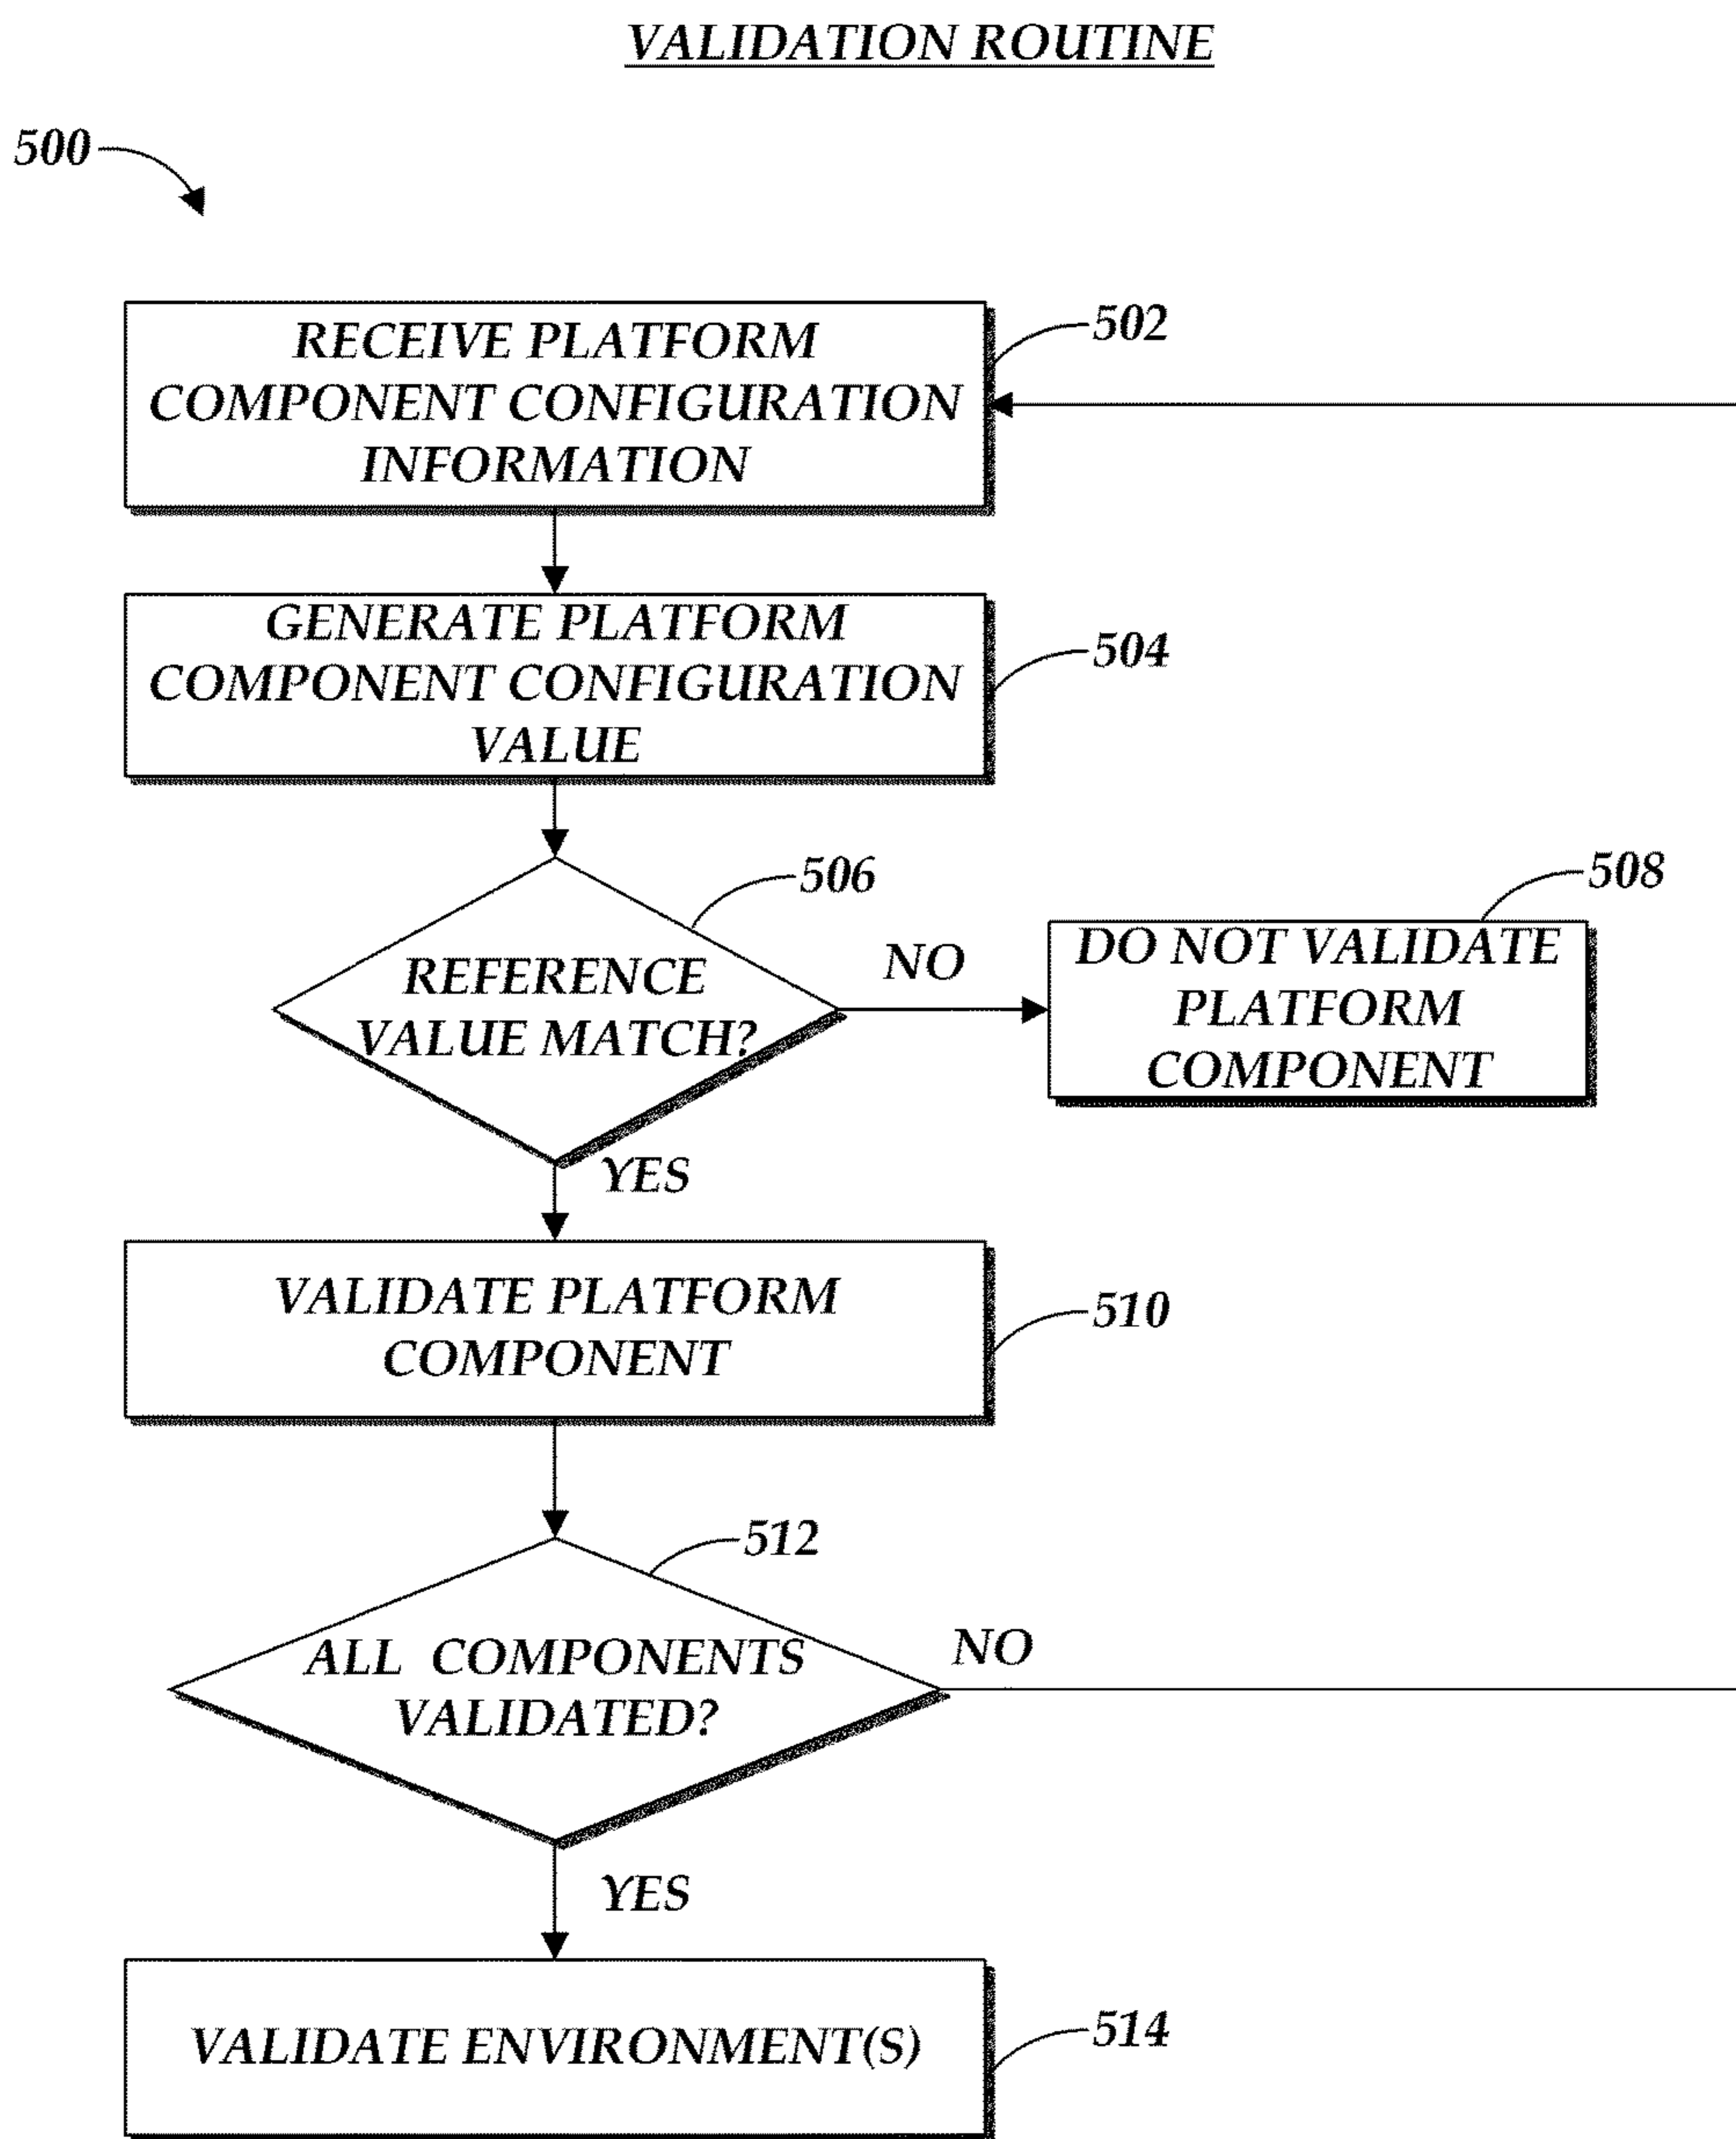 VALIDATION ROUTINE
500
RECEIVE PLATFORM
COMPONENT CONFIGURATION
INFORMATION
502
GENERATE PLATFORM
COMPONENT CONFIGURATION
VALUE
504
506
REFERENCE
VALUE MATCH?
NO
508
DO NOT VALIDATE
PLATFORM
COMPONENT
YES
VALIDATE PLATFORM
COMPONENT
510
512
ALL COMPONENTS
VALIDATED?
NO
YES
VALIDATE ENVIRONMENT(S)
514